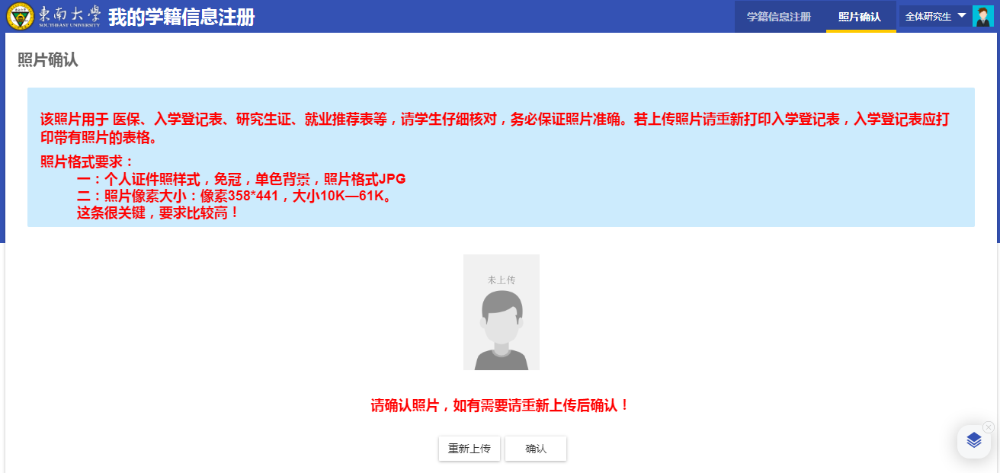 東南大學
SOUTHEAST UNIVERSITY
我的学籍信息注册
学籍信息注册
照片确认
全体研究生
照片确认
该照片用于 医保、入学登记表、研究生证、就业推荐表等，请学生仔细核对，务必保证照片准确。若上传照片请重新打印入学登记表，入学登记表应打
印带有照片的表格。
照片格式要求：
一：个人证件照样式，免冠，单色背景，照片格式JPG
二：照片像素大小：像素358*441，大小10K—61K。
这条很关键，要求比较高！
未上传
请确认照片，如有需要请重新上传后确认！
重新上传
确认